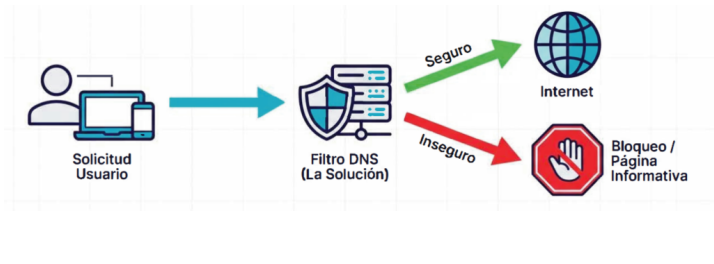 Solicitud
Usuario
Filtro DNS
(La Solución)
Seguro
Inseguro
Internet
Bloqueo /
Página
Informativa